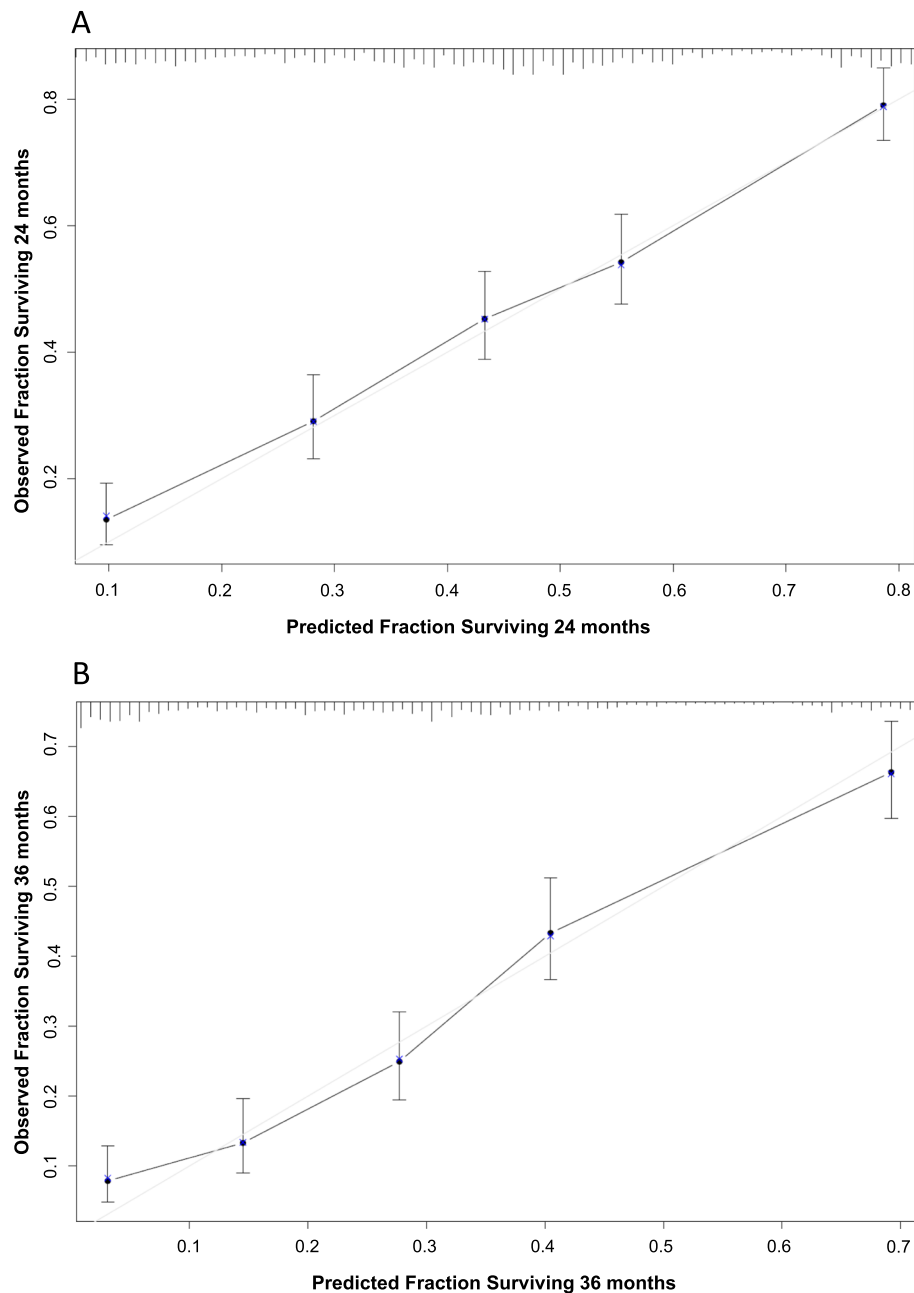 A
0.8
0.6
0.4
0.2
Observed Fraction Surviving 24 months
0.1 0.2 0.3 0.4 0.5 0.6 0.7 0.8
Predicted Fraction Surviving 24 months
B
0.7
0.6
0.5
0.4
0.3
0.2
0.1
Observed Fraction Surviving 36 months
0.1 0.2 0.3 0.4 0.5 0.6 0.7
Predicted Fraction Surviving 36 months